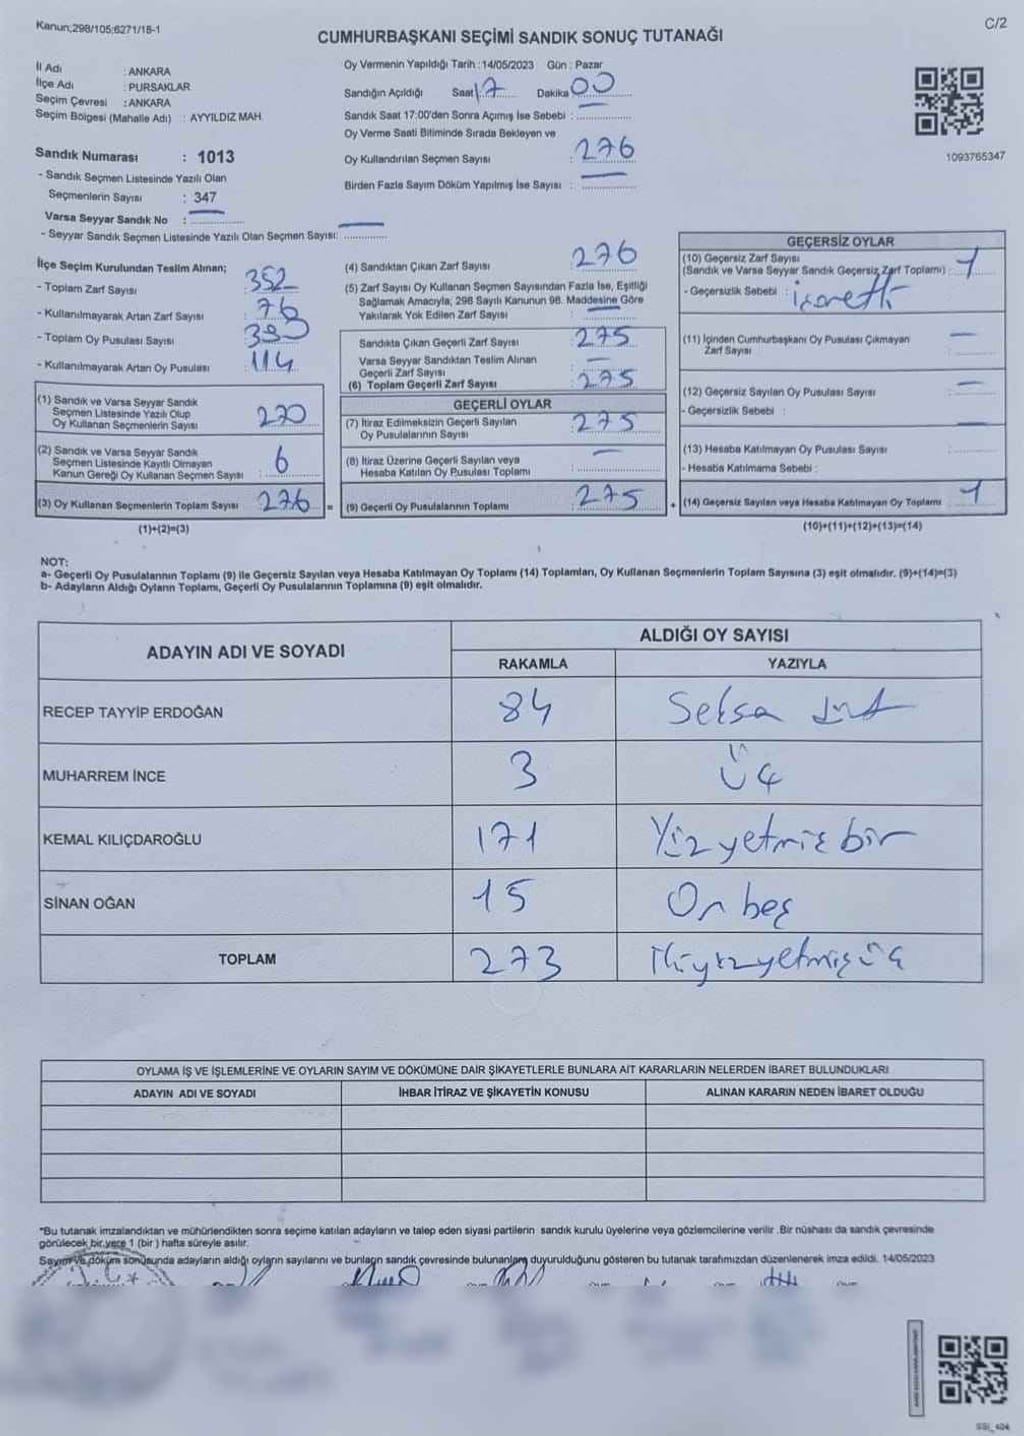 Kanun;298/105;6271/15-1
C/2
CUMHURBAŞKANI SEÇİMİ SANDIK SONUÇ TUTANAĞI
İl Adı : ANKARA
İlçe Adı : PURSAKLAR
Seçim Çevresi : ANKARA
Seçim Bölgesi (Mahalle Adı) : AYYILDIZ MAH.
Sandık Numarası : 1013
- Sandık Seçmen Listesinde Yazılı Olan
Seçmenlerin Sayısı : 347
Varsa Seyyar Sandık No : —
- Seyyar Sandık Seçmen Listesinde Yazılı Olan Seçmen Sayısı: —
Oy Vermenin Yapıldığı Tarih : 14/05/2023 Gün : Pazar
Sandığın Açıldığı Saat 17 Dakika 00
Sandık Saat 17:00'den Sonra Açımış İse Sebebi : —
Oy Verme Saati Bitiminde Sırada Bekleyen ve
Oy Kullandırılan Seçmen Sayısı : 276
Birden Fazla Sayım Döküm Yapılmış İse Sayısı : —
1093765347
İlçe Seçim Kurulundan Teslim Alınan;
- Toplam Zarf Sayısı : 352
- Kullanılmayarak Artan Zarf Sayısı : 76
- Toplam Oy Pusulası Sayısı :
- Kullanılmayarak Artan Oy Pusulası : 114
(1) Sandık ve Varsa Seyyar Sandık
Seçmen Listesinde Yazılı Olup
Oy Kullanan Seçmenlerin Sayısı : 270
(2) Sandık ve Varsa Seyyar Sandık
Seçmen Listesinde Kayıtlı Olmayan
Kanun Gereği Oy Kullanan Seçmen Sayısı : 6
(3) Oy Kullanan Seçmenlerin Toplam Sayısı 276 =
(1)+(2)=(3)
(4) Sandıktan Çıkan Zarf Sayısı : 276
(5) Zarf Sayısı Oy Kullanan Seçmen Sayısından Fazla İse, Eşitliği
Sağlamak Amacıyla, 298 Sayılı Kanunun 98. Maddesine Göre
Yakılarak Yok Edilen Zarf Sayısı : —
Sandıkta Çıkan Geçerli Zarf Sayısı : 275
Varsa Seyyar Sandıktan Teslim Alınan
Geçerli Zarf Sayısı : —
(6) Toplam Geçerli Zarf Sayısı : 275
GEÇERLİ OYLAR
(7) İtiraz Edilmeksizin Geçerli Sayılan
Oy Pusulalarının Sayısı : 275
(8) İtiraz Üzerine Geçerli Sayılan veya
Hesaba Katılan Oy Pusulası Toplamı : —
(9) Geçerli Oy Pusulalarının Toplamı : 275 +
GEÇERSİZ OYLAR
(10) Geçersiz Zarf Sayısı
(Sandık ve Varsa Seyyar Sandık Geçersiz Zarf Toplamı) : 1
- Geçersizlik Sebebi : işaretli
(11) İçinden Cumhurbaşkanı Oy Pusulası Çıkmayan
Zarf Sayısı : —
(12) Geçersiz Sayılan Oy Pusulası Sayısı : —
- Geçersizlik Sebebi :
(13) Hesaba Katılmayan Oy Pusulası Sayısı : —
- Hesaba Katılmama Sebebi :
(14) Geçersiz Sayılan veya Hesaba Katılmayan Oy Toplamı 1
(10)+(11)+(12)+(13)=(14)
NOT:
a- Geçerli Oy Pusulalarının Toplamı (9) ile Geçersiz Sayılan veya Hesaba Katılmayan Oy Toplamı (14) Toplamları, Oy Kullanan Seçmenlerin Toplam Sayısına (3) eşit olmalıdır. (9)+(14)=(3)
b- Adayların Aldığı Oyların Toplamı, Geçerli Oy Pusulalarının Toplamına (9) eşit olmalıdır.
ADAYIN ADI VE SOYADI
ALDIĞI OY SAYISI
RAKAMLA YAZIYLA
RECEP TAYYİP ERDOĞAN 84 Seksa dört
MUHARREM İNCE 3 Üç
KEMAL KILIÇDAROĞLU 171 Yüz yetmiş bir
SİNAN OĞAN 15 On beş
TOPLAM 273 İkiyüzyetmişüç
OYLAMA İŞ VE İŞLEMLERİNE VE OYLARIN SAYIM VE DÖKÜMÜNE DAİR ŞİKAYETLERLE BUNLARA AİT KARARLARIN NELERDEN İBARET BULUNDUKLARI
ADAYIN ADI VE SOYADI İHBAR İTİRAZ VE ŞİKAYETİN KONUSU ALINAN KARARIN NEDEN İBARET OLDUĞU
*Bu tutanak imzalandıktan ve mühürlendikten sonra seçime katılan adayların ve talep eden siyasi partilerin sandık kurulu üyelerine veya gözlemcilerine verilir .Bir nüshası da sandık çevresinde
görülecek bir yere 1 (bir ) hafta süreyle asılır.
Sayım ve döküm sonucunda adayların aldığı oyların sayılarını ve bunların sandık çevresinde bulunanlara duyurulduğunu gösteren bu tutanak tarafımızdan düzenlenerek imza edildi. 14/05/2023
SSİ_404